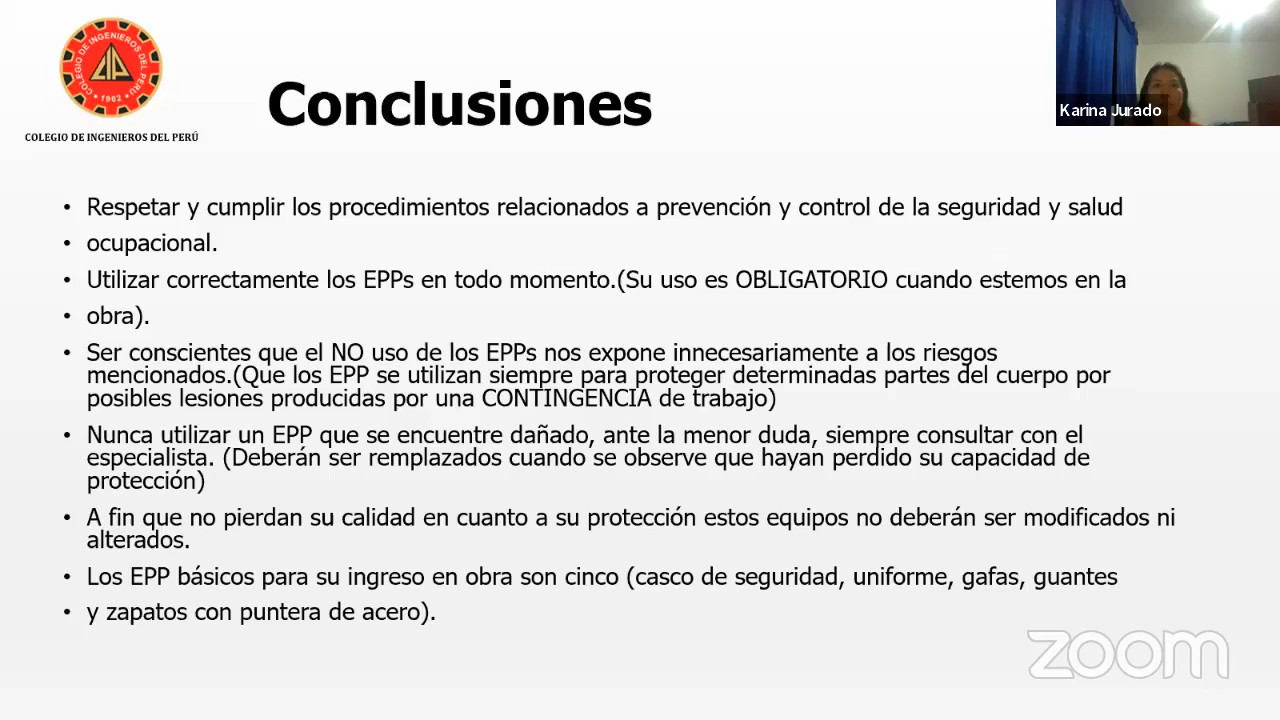 COLEGIO DE INGENIEROS DEL PERU
CIP
1962
COLEGIO DE INGENIEROS DEL PERÚ
Conclusiones
Karina Jurado
• Respetar y cumplir los procedimientos relacionados a prevención y control de la seguridad y salud
• ocupacional.
• Utilizar correctamente los EPPs en todo momento.(Su uso es OBLIGATORIO cuando estemos en la
• obra).
• Ser conscientes que el NO uso de los EPPs nos expone innecesariamente a los riesgos
mencionados.(Que los EPP se utilizan siempre para proteger determinadas partes del cuerpo por
posibles lesiones producidas por una CONTINGENCIA de trabajo)
• Nunca utilizar un EPP que se encuentre dañado, ante la menor duda, siempre consultar con el
especialista. (Deberán ser remplazados cuando se observe que hayan perdido su capacidad de
protección)
• A fin que no pierdan su calidad en cuanto a su protección estos equipos no deberán ser modificados ni
alterados.
• Los EPP básicos para su ingreso en obra son cinco (casco de seguridad, uniforme, gafas, guantes
• y zapatos con puntera de acero).
zoom